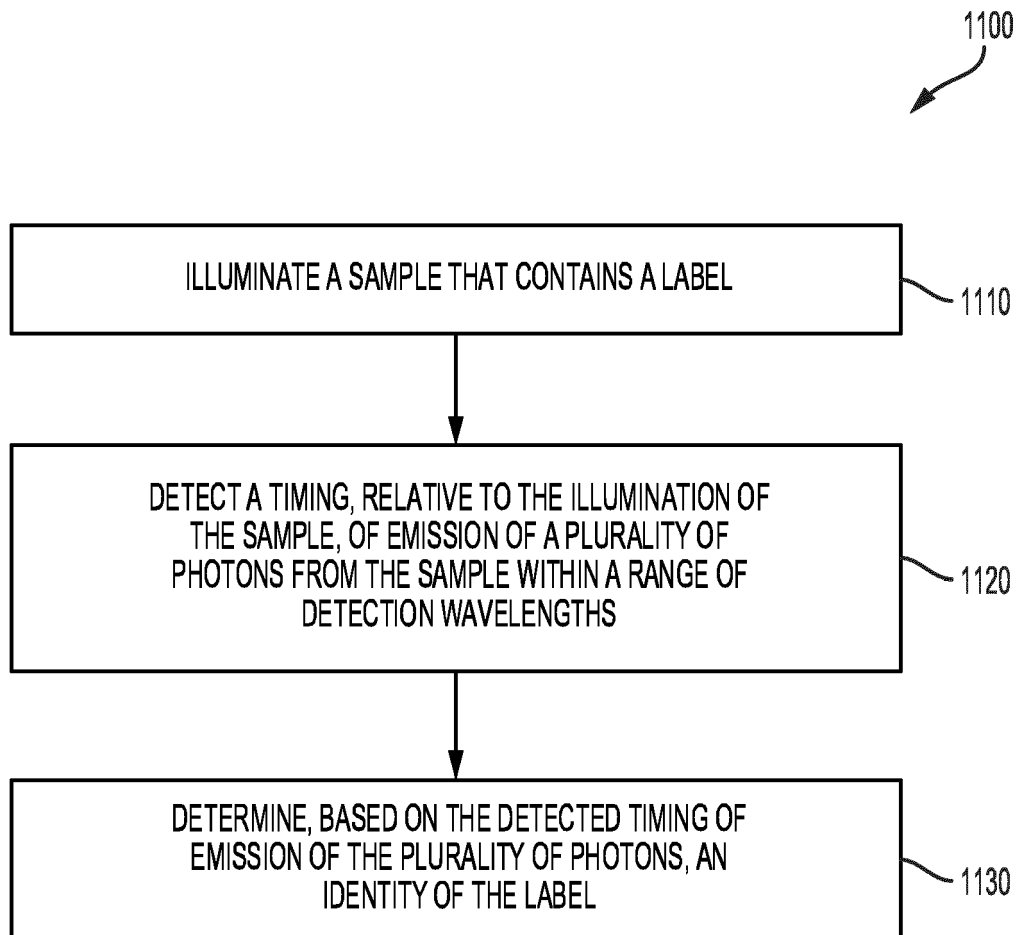 1100
ILLUMINATE A SAMPLE THAT CONTAINS A LABEL
1110
DETECT A TIMING, RELATIVE TO THE ILLUMINATION OF
THE SAMPLE, OF EMISSION OF A PLURALITY OF
PHOTONS FROM THE SAMPLE WITHIN A RANGE OF
DETECTION WAVELENGTHS
1120
DETERMINE, BASED ON THE DETECTED TIMING OF
EMISSION OF THE PLURALITY OF PHOTONS, AN
IDENTITY OF THE LABEL
1130